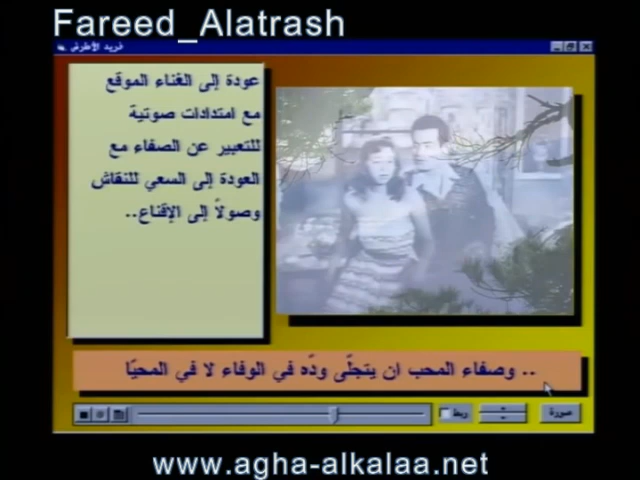 Fareed_Alatrash
فريد الأطرش
عودة إلى الغناء الموقع
مع امتدادات صوتية
للتعبير عن الصفاء مع
العودة إلى السعي للنقاش
وصولاً إلى الإقناع..
.. وصفاء المحب ان يتجلّى ودّه في الوفاء لا في المحيّا
ربط
صورة
www.agha-alkalaa.net